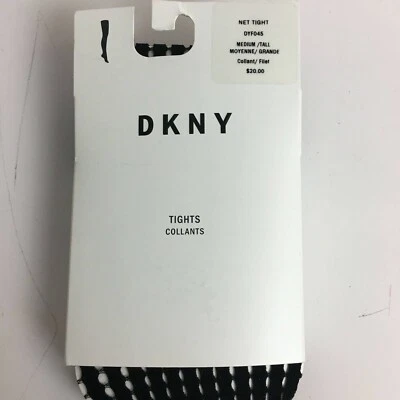 NET TIGHT
DYF045
MEDIUM /TALL
MOYENNE/ GRANDE
Collant/ Filet
$20.00
DKNY
TIGHTS
COLLANTS